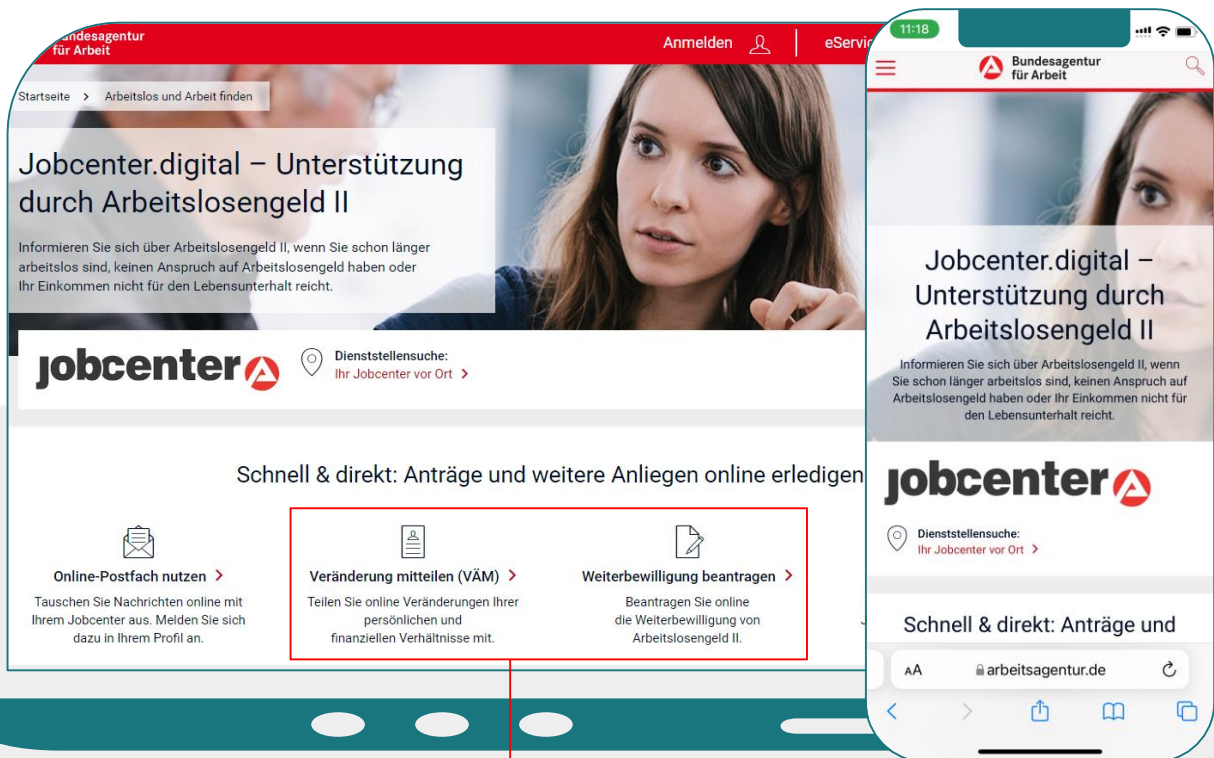 für Arbeit
Anmelden
Startseite > Arbeitslos und Arbeit finden
Jobcenter.digital – Unterstützung
durch Arbeitslosengeld II
Informieren Sie sich über Arbeitslosengeld II, wenn Sie schon länger
arbeitslos sind, keinen Anspruch auf Arbeitslosengeld haben oder
Ihr Einkommen nicht für den Lebensunterhalt reicht.
jobcenter
Dienststellensuche:
Ihr Jobcenter vor Ort >
Schnell & direkt: Anträge und weitere Anliegen online erledigen
Online-Postfach nutzen >
Tauschen Sie Nachrichten online mit
Ihrem Jobcenter aus. Melden Sie sich
dazu in Ihrem Profil an.
Veränderung mitteilen (VÄM) >
Teilen Sie online Veränderungen Ihrer
persönlichen und
finanziellen Verhältnisse mit.
Weiterbewilligung beantragen >
Beantragen Sie online
die Weiterbewilligung von
Arbeitslosengeld II.
11:18
Bundesagentur
für Arbeit
Jobcenter.digital –
Unterstützung durch
Arbeitslosengeld II
Informieren Sie sich über Arbeitslosengeld II, wenn
Sie schon länger arbeitslos sind, keinen Anspruch auf
Arbeitslosengeld haben oder Ihr Einkommen nicht für
den Lebensunterhalt reicht.
jobcenter
Dienststellensuche:
Ihr Jobcenter vor Ort >
Schnell & direkt: Anträge und
AA arbeitsagentur.de